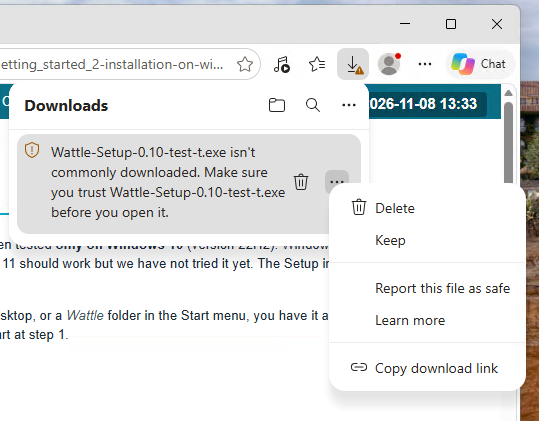 etting_started_2-installation-on-wi...
Chat
Downloads
026-11-08 13:33
Wattle-Setup-0.10-test-t.exe isn't
commonly downloaded. Make sure
you trust Wattle-Setup-0.10-test-t.exe
before you open it.
Delete
Keep
Report this file as safe
Learn more
Copy download link
en tested only on Windows 10 (version 22H2). Window
11 should work but we have not tried it yet. The Setup in
sktop, or a Wattle folder in the Start menu, you have it a
art at step 1.